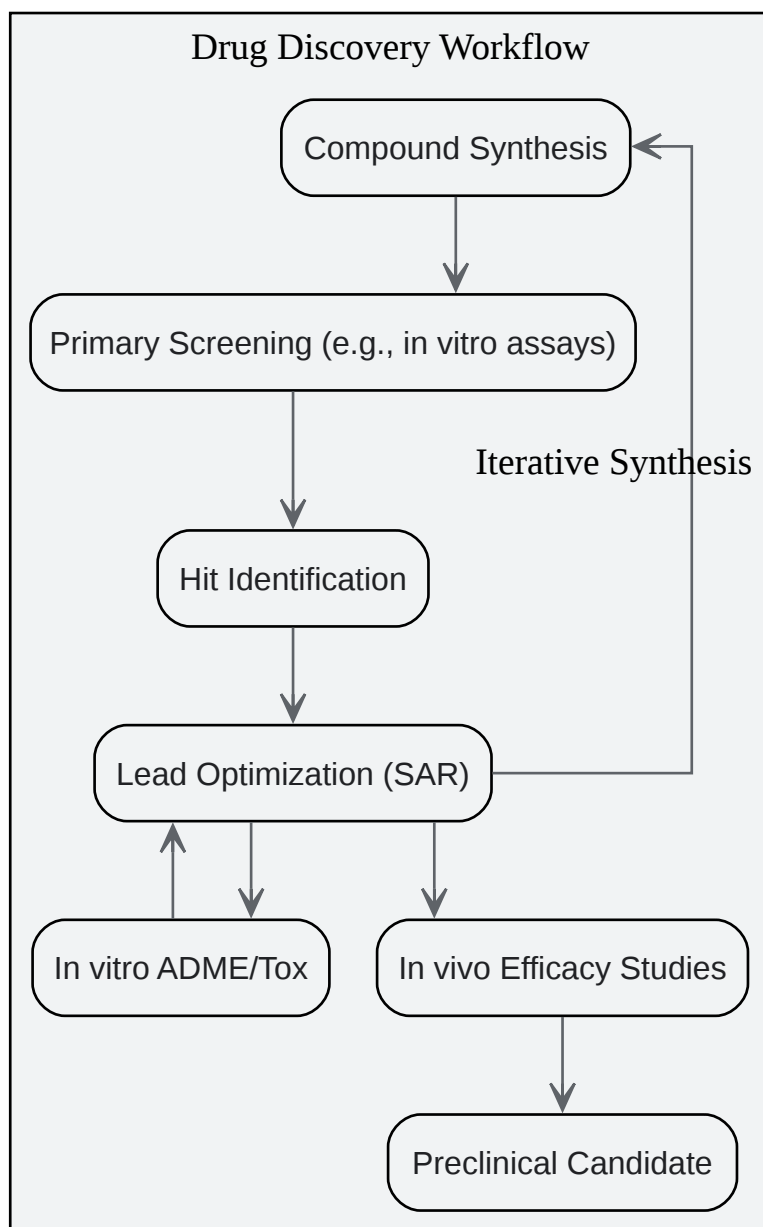 Drug Discovery Workflow
Compound Synthesis
Primary Screening (e.g., in vitro assays)
Iterative Synthesis
Hit Identification
Lead Optimization (SAR)
In vitro ADME/Tox
In vivo Efficacy Studies
Preclinical Candidate